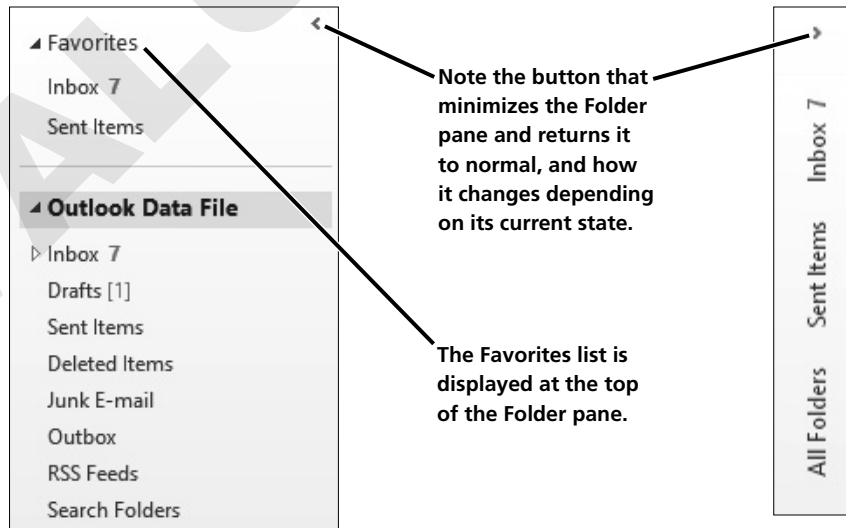 Favorites
Inbox 7
Sent Items
Outlook Data File
Inbox 7
Drafts [1]
Sent Items
Deleted Items
Junk E-mail
Outbox
RSS Feeds
Search Folders
Note the button that
minimizes the Folder
pane and returns it
to normal, and how
it changes depending
on its current state.
The Favorites list is
displayed at the top
of the Folder pane.
Inbox 7
Sent Items
All Folders